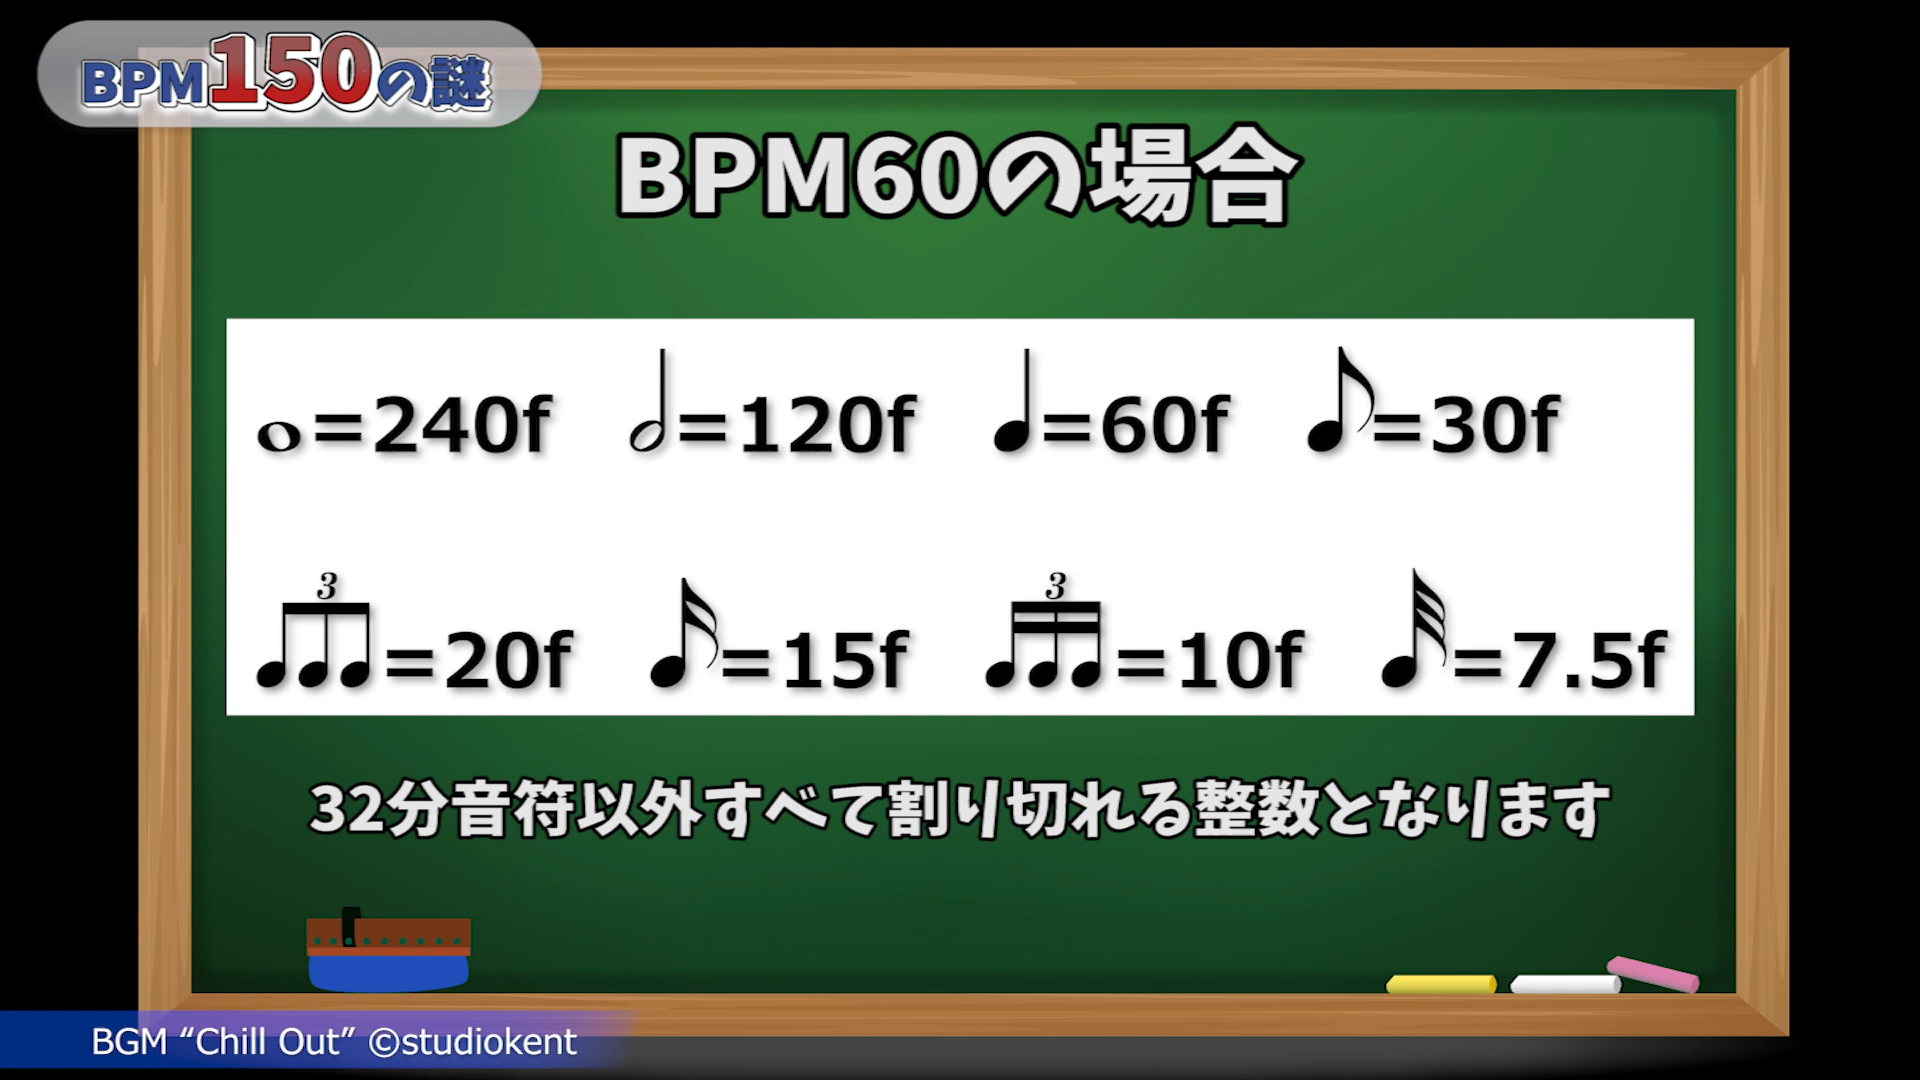 BPM150の謎
BPM60の場合
𝅝=240f 𝅗𝅥=120f ♩=60f ♪=30f
3 3
=20f 𝅘𝅥𝅯=15f =10f 𝅘𝅥𝅰=7.5f
32分音符以外すべて割り切れる整数となります
BGM “Chill Out” ©studiokent